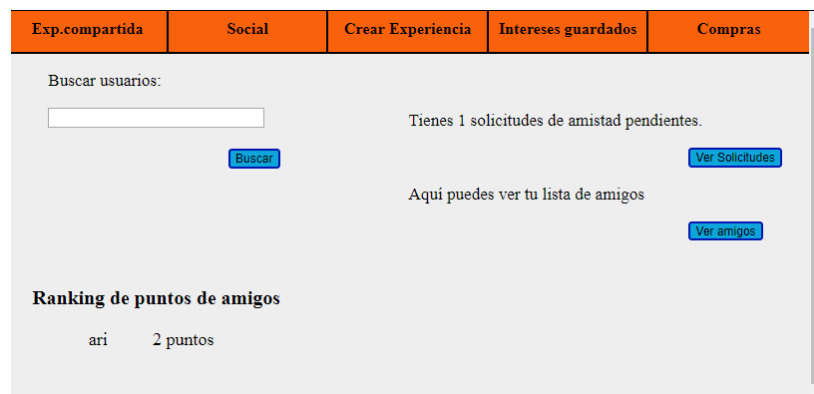 Exp.compartida Social Crear Experiencia Intereses guardados Compras
Buscar usuarios:
Tienes 1 solicitudes de amistad pendientes.
Buscar
Ver Solicitudes
Aquí puedes ver tu lista de amigos
Ver amigos
Ranking de puntos de amigos
ari 2 puntos